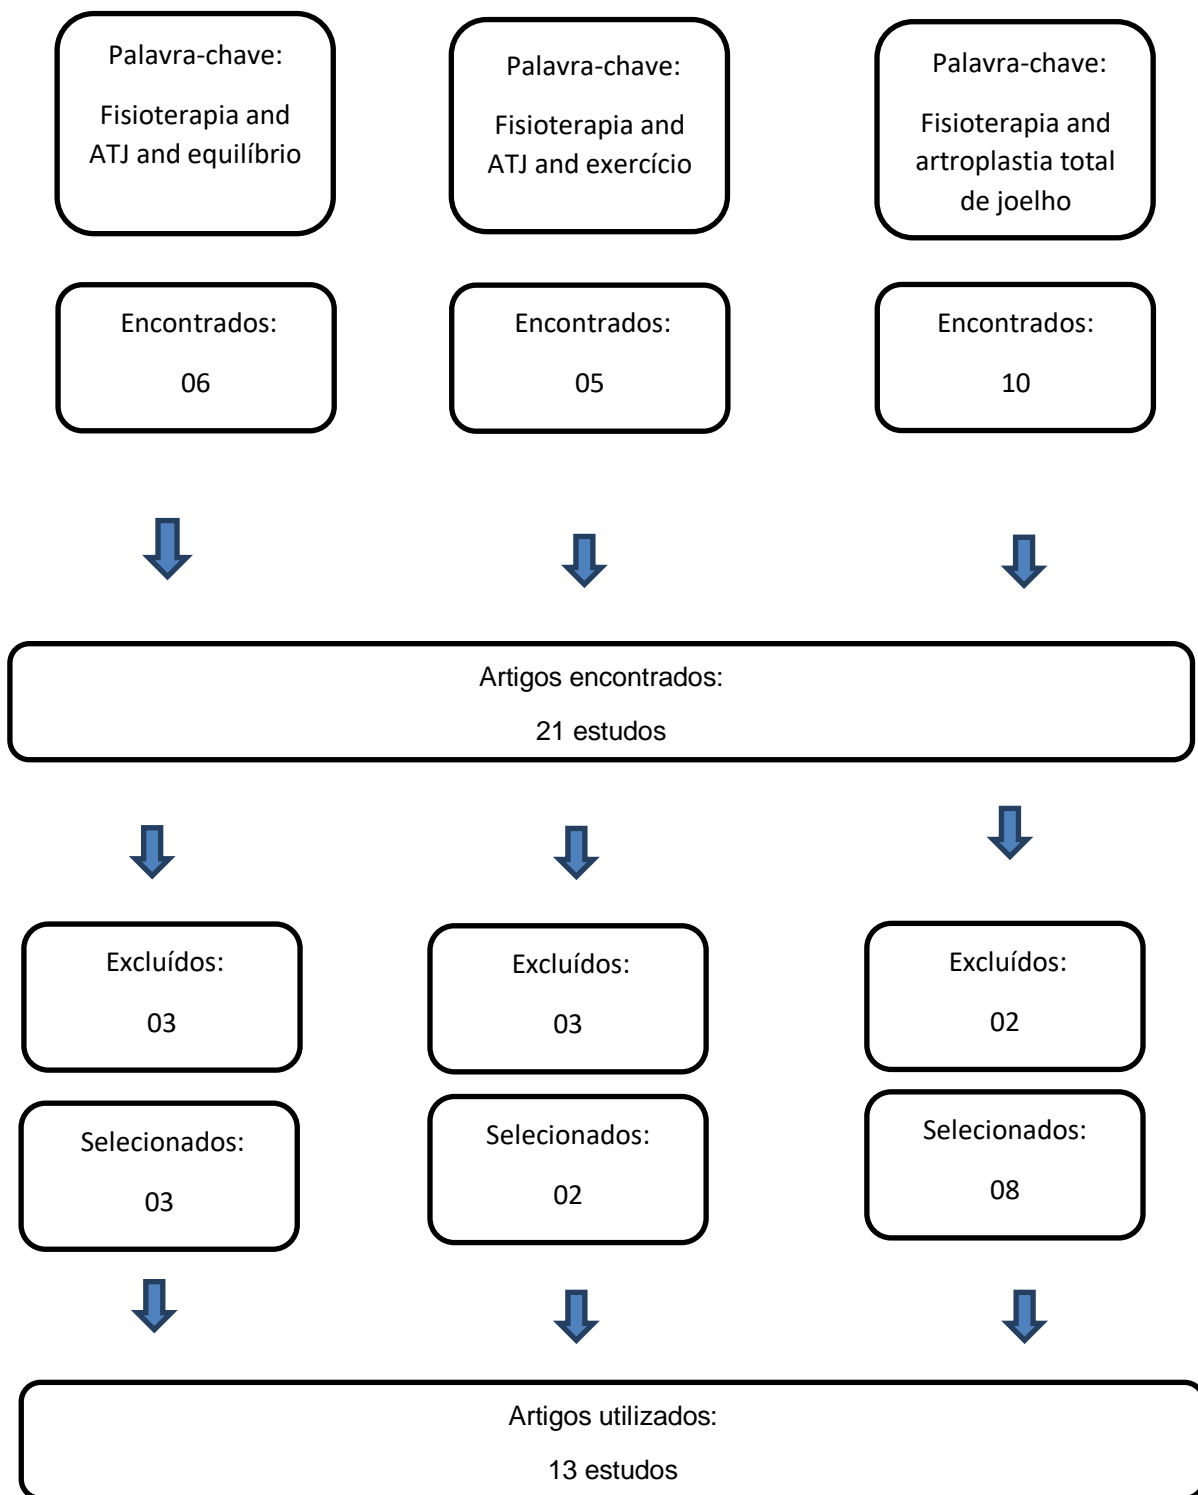 Palavra-chave:
Fisioterapia and
ATJ and equilíbrio
Palavra-chave:
Fisioterapia and
ATJ and exercício
Palavra-chave:
Fisioterapia and
artroplastia total
de joelho
Encontrados:
06
Encontrados:
05
Encontrados:
10
Artigos encontrados:
21 estudos
Excluídos:
03
Excluídos:
03
Excluídos:
02
Selecionados:
03
Selecionados:
02
Selecionados:
08
Artigos utilizados:
13 estudos